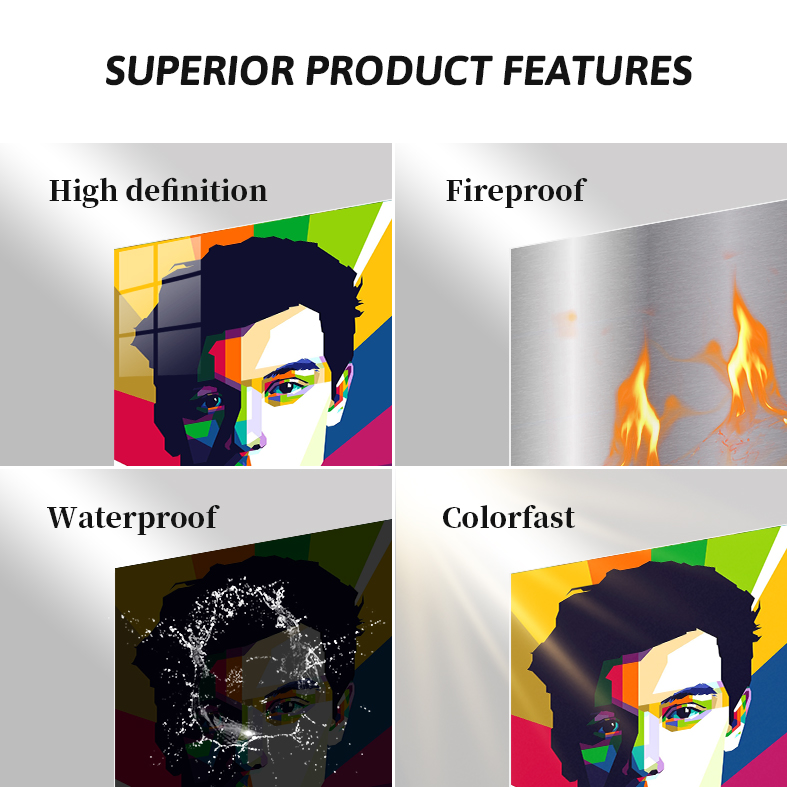 SUPERIOR PRODUCT FEATURES
High definition
Fireproof
Waterproof
Colorfast